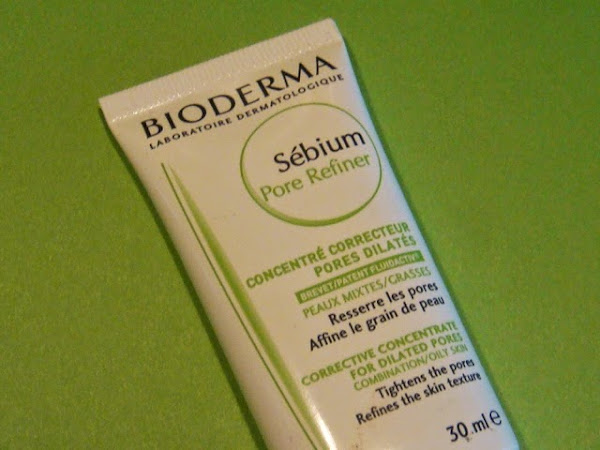 BIODERMA
LABORATOIRE DERMATOLOGIQUE
Sébium
Pore Refiner
CONCENTRÉ CORRECTEUR
PORES DILATÉS
BREVET/PATENT FLUIDACTIV®
PEAUX MIXTES/GRASSES
Resserre les pores
Affine le grain de peau
CORRECTIVE CONCENTRATE
FOR DILATED PORES
COMBINATION/OILY SKIN
Tightens the pores
Refines the skin texture
30 ml ℮